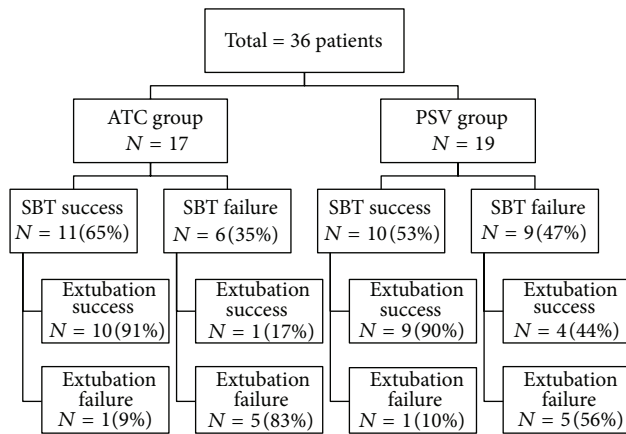 Total = 36 patients
ATC group
N = 17
PSV group
N = 19
SBT success
N = 11(65%)
SBT failure
N = 6(35%)
SBT success
N = 10(53%)
SBT failure
N = 9(47%)
Extubation
success
N = 10(91%)
Extubation
success
N = 1(17%)
Extubation
success
N = 9(90%)
Extubation
success
N = 4(44%)
Extubation
failure
N = 1(9%)
Extubation
failure
N = 5(83%)
Extubation
failure
N = 1(10%)
Extubation
failure
N = 5(56%)